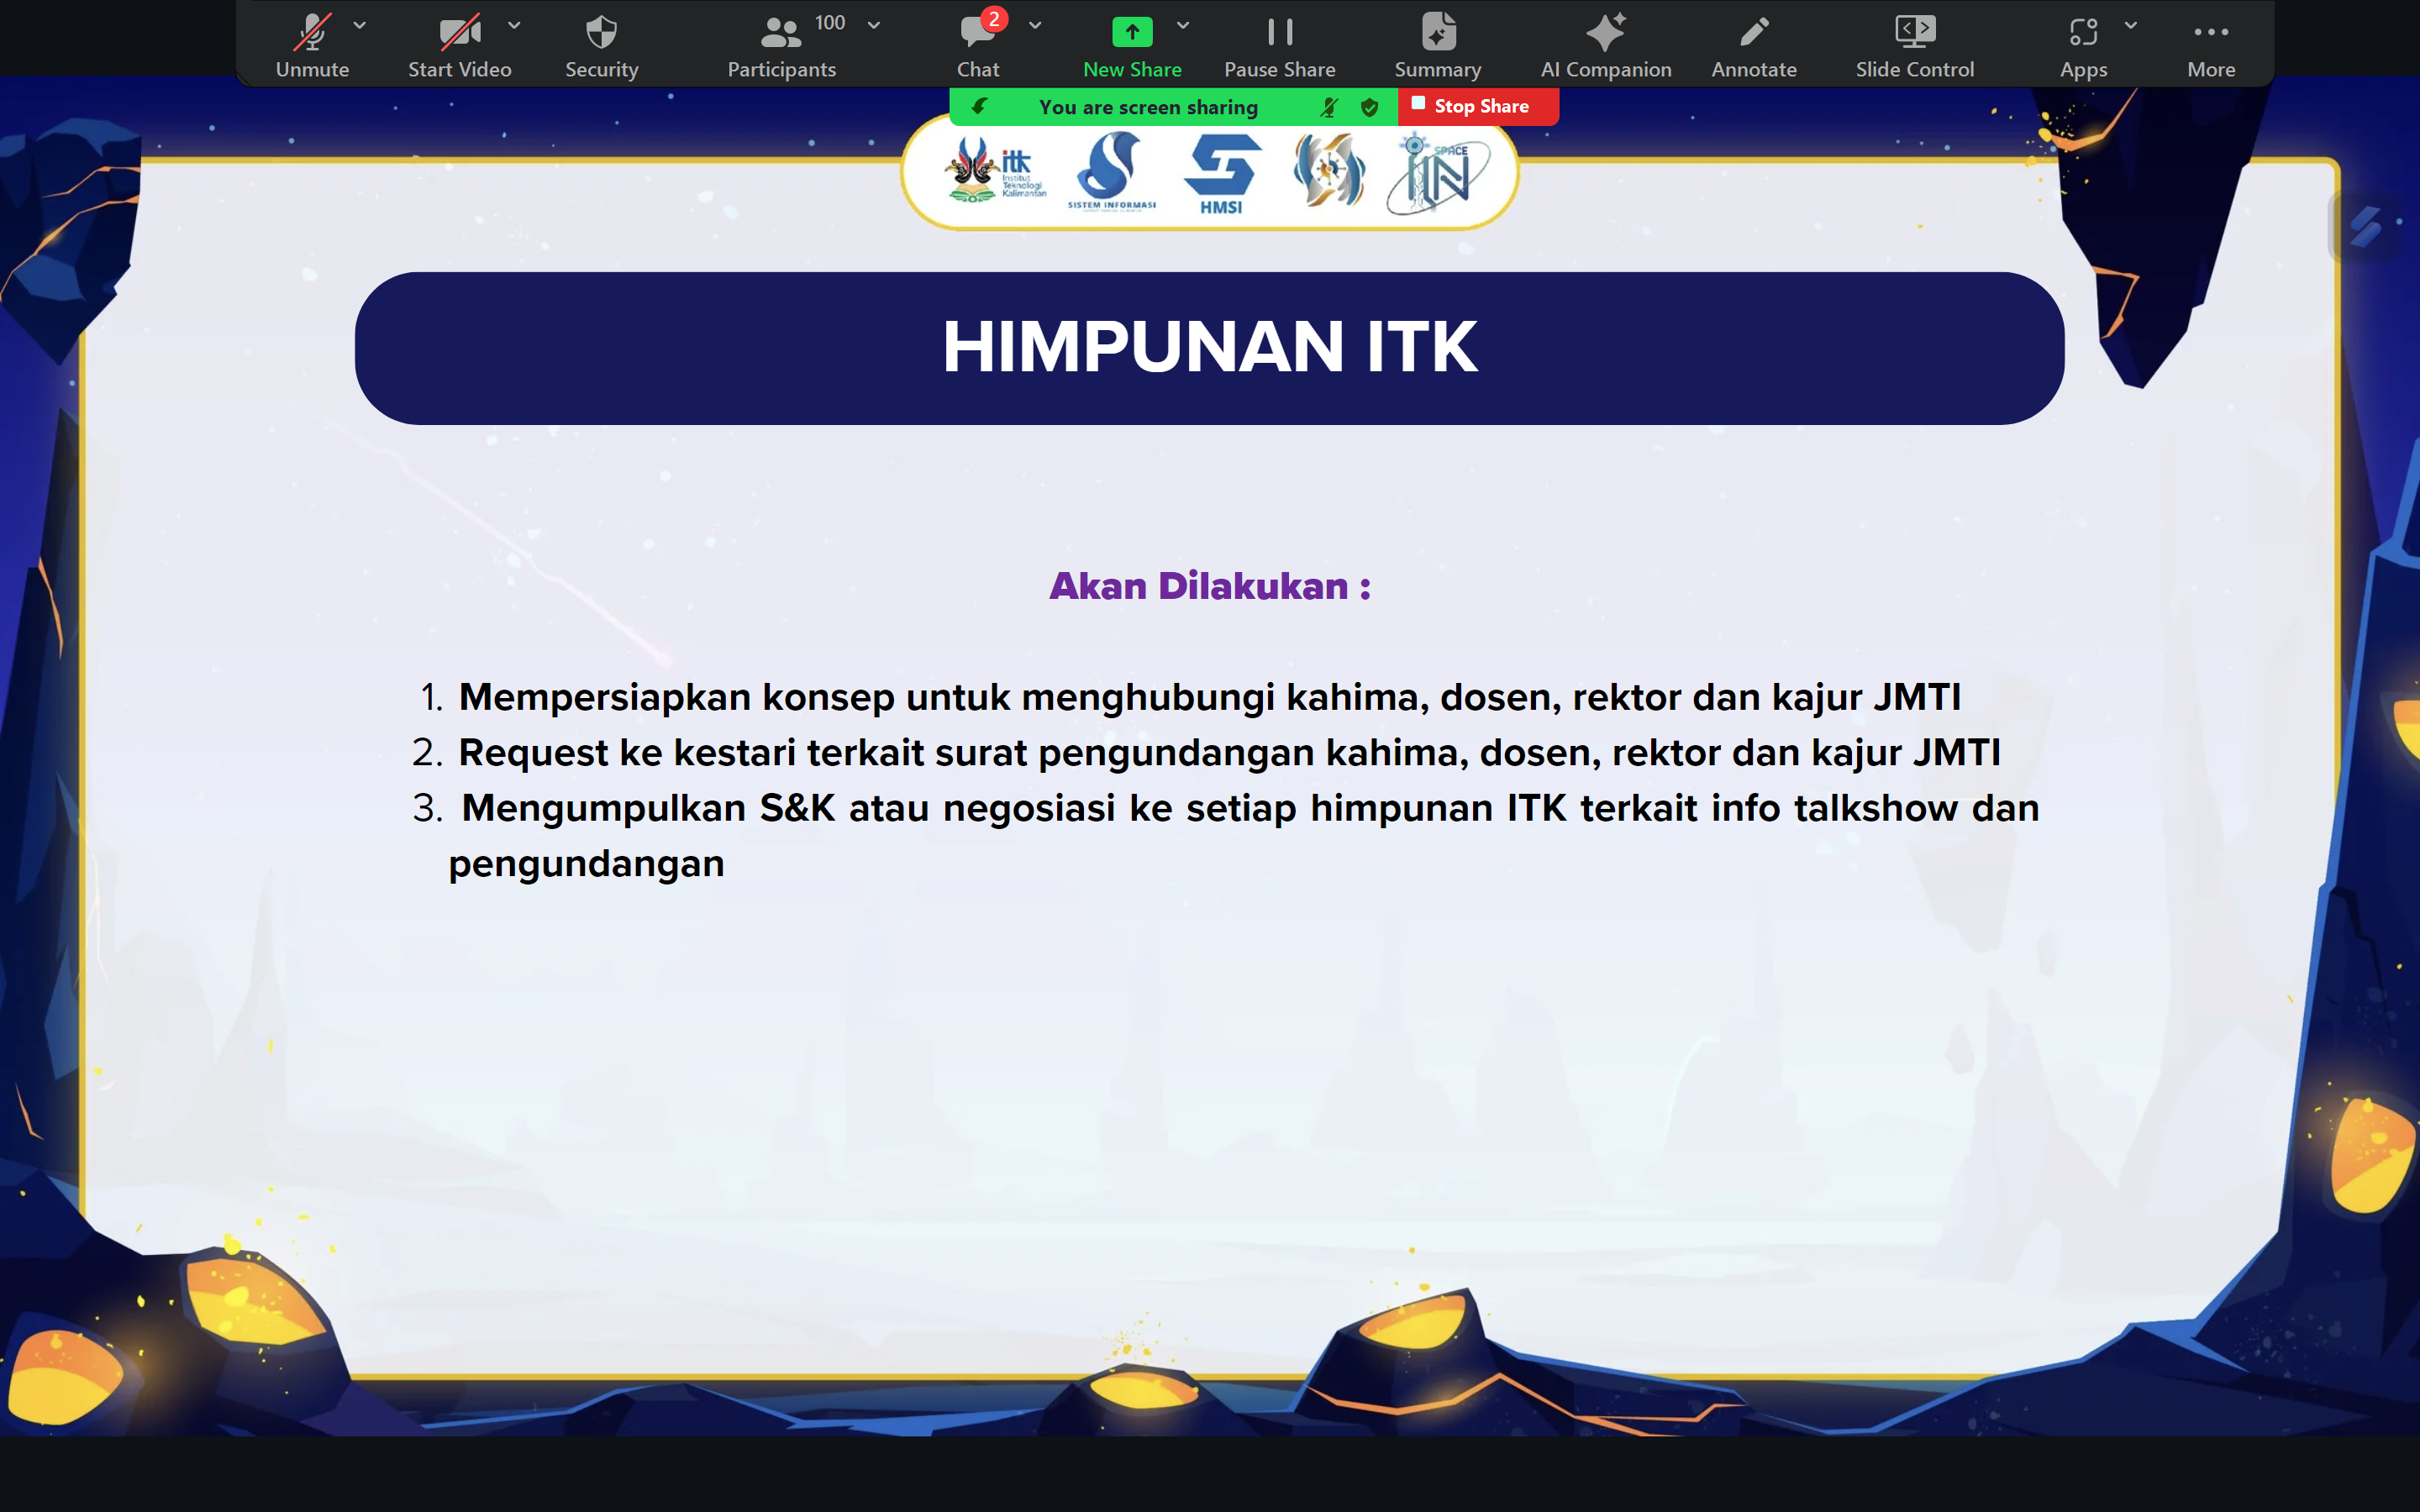 Unmute
Start Video
Security
Participants 100
Chat 2
New Share
Pause Share
Summary
AI Companion
Annotate
Slide Control
Apps
More
You are screen sharing
Stop Share
itk
Institut
Teknologi
Kalimantan
SISTEM INFORMASI
HMSI
SPACE
IN
HIMPUNAN ITK
Akan Dilakukan :
1. Mempersiapkan konsep untuk menghubungi kahima, dosen, rektor dan kajur JMTI
2. Request ke kestari terkait surat pengundangan kahima, dosen, rektor dan kajur JMTI
3. Mengumpulkan S&K atau negosiasi ke setiap himpunan ITK terkait info talkshow dan
pengundangan